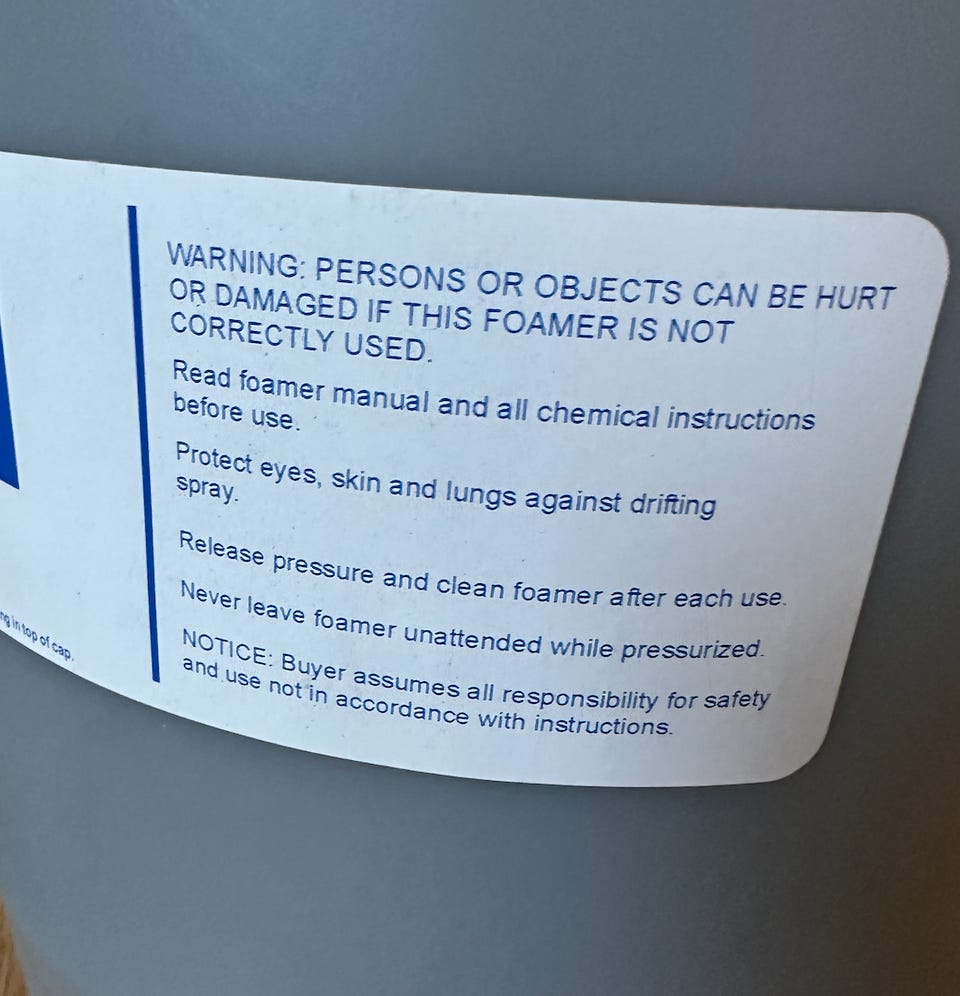 WARNING: PERSONS OR OBJECTS CAN BE HURT
OR DAMAGED IF THIS FOAMER IS NOT
CORRECTLY USED.
Read foamer manual and all chemical instructions
before use.
Protect eyes, skin and lungs against drifting
spray.
Release pressure and clean foamer after each use.
Never leave foamer unattended while pressurized.
NOTICE: Buyer assumes all responsibility for safety
and use not in accordance with instructions.
in top of cap.